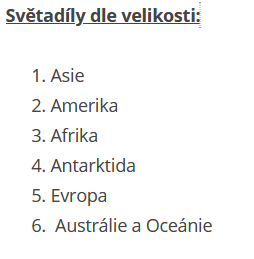 Světadíly dle velikosti:
1. Asie
2. Amerika
3. Afrika
4. Antarktida
5. Evropa
6. Austrálie a Oceánie